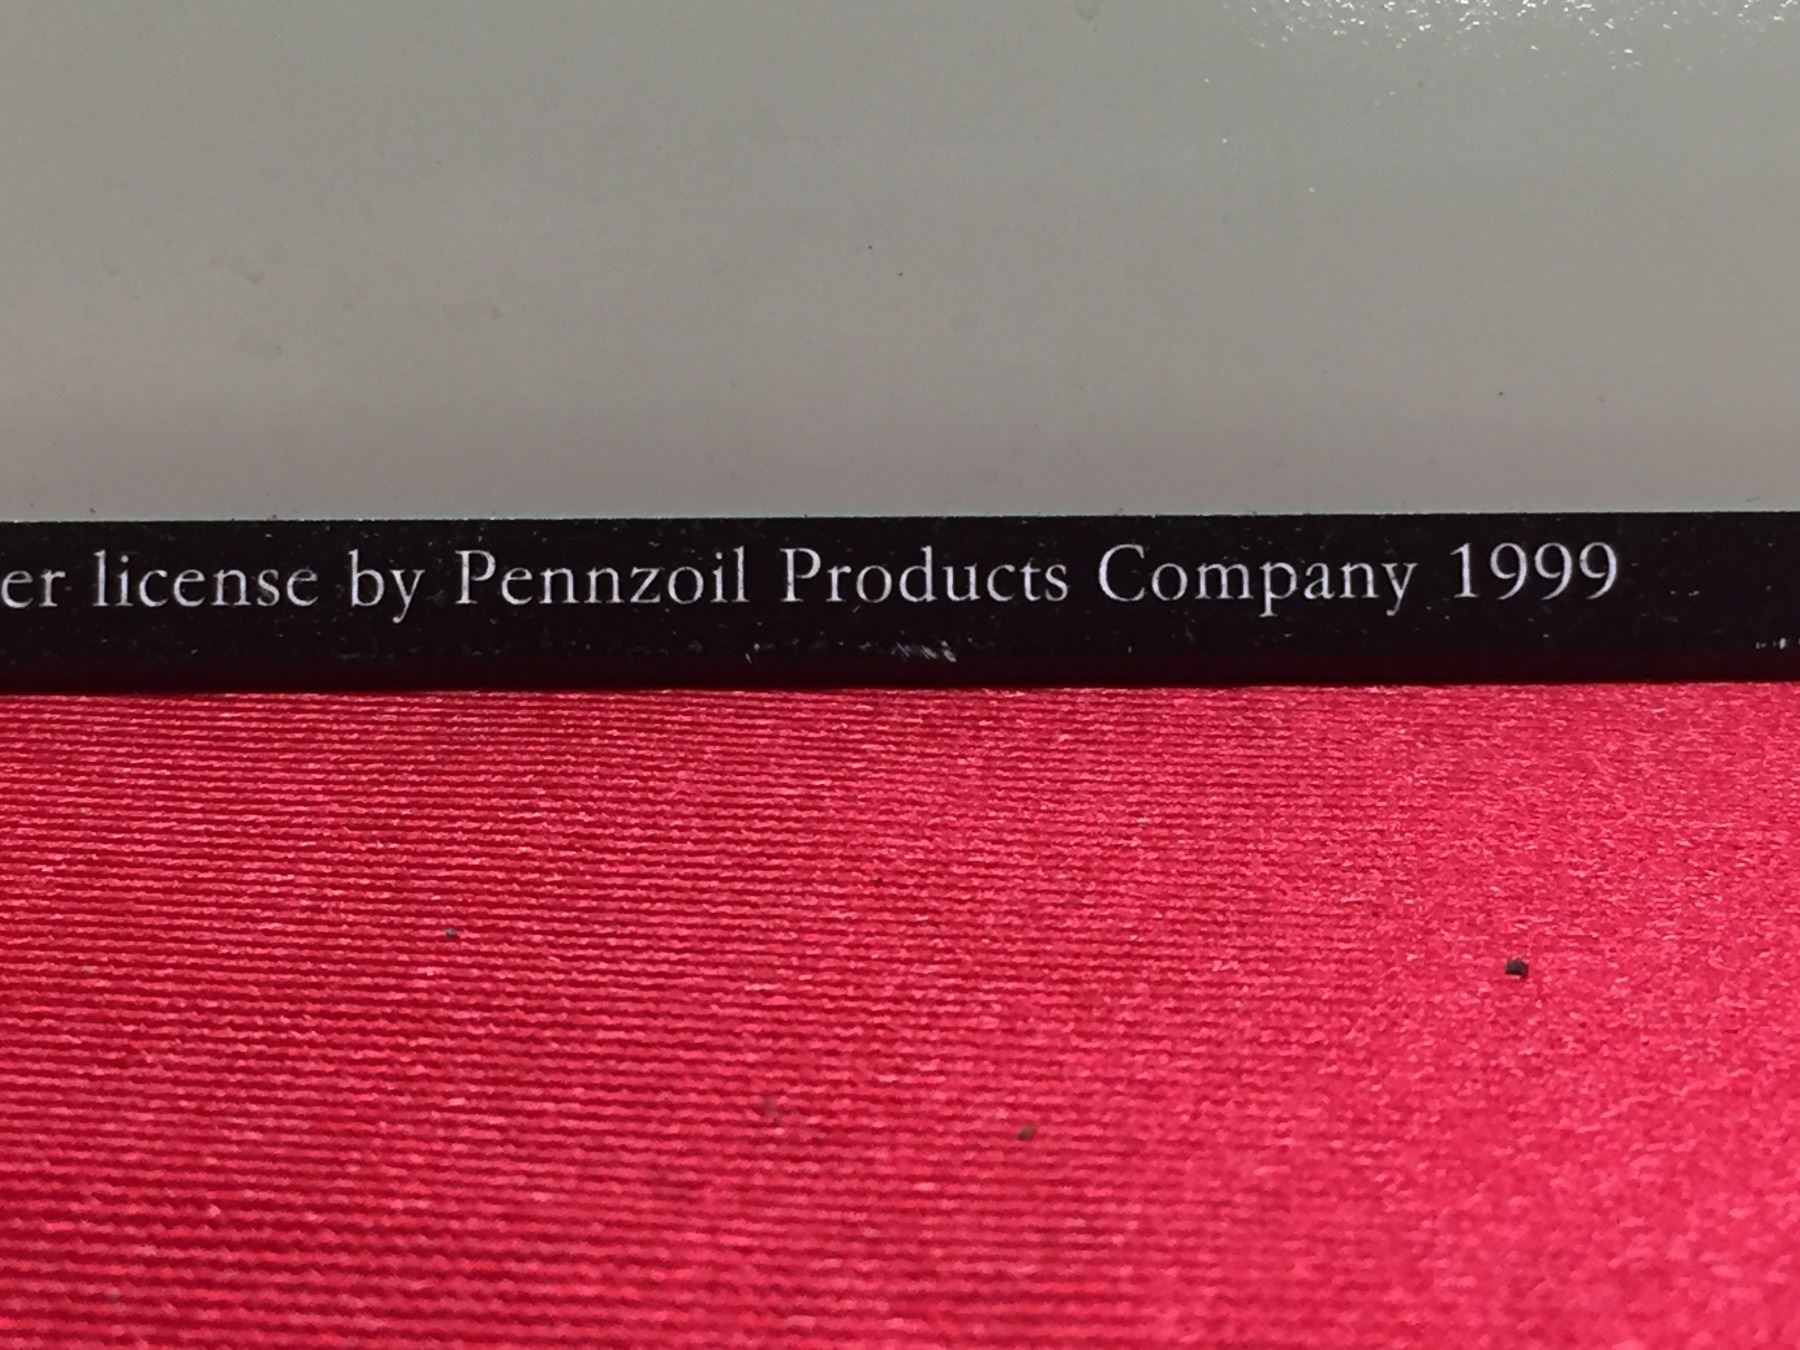 er license by Pennzoil Products Company 1999